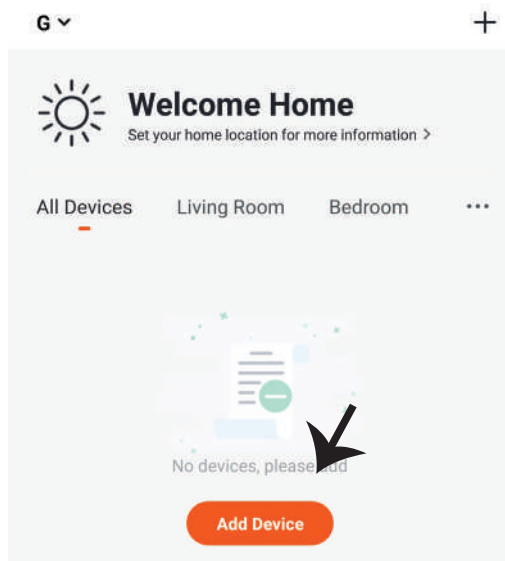 G
Welcome Home
Set your home location for more information >
All Devices Living Room Bedroom ...
No devices, please add
Add Device